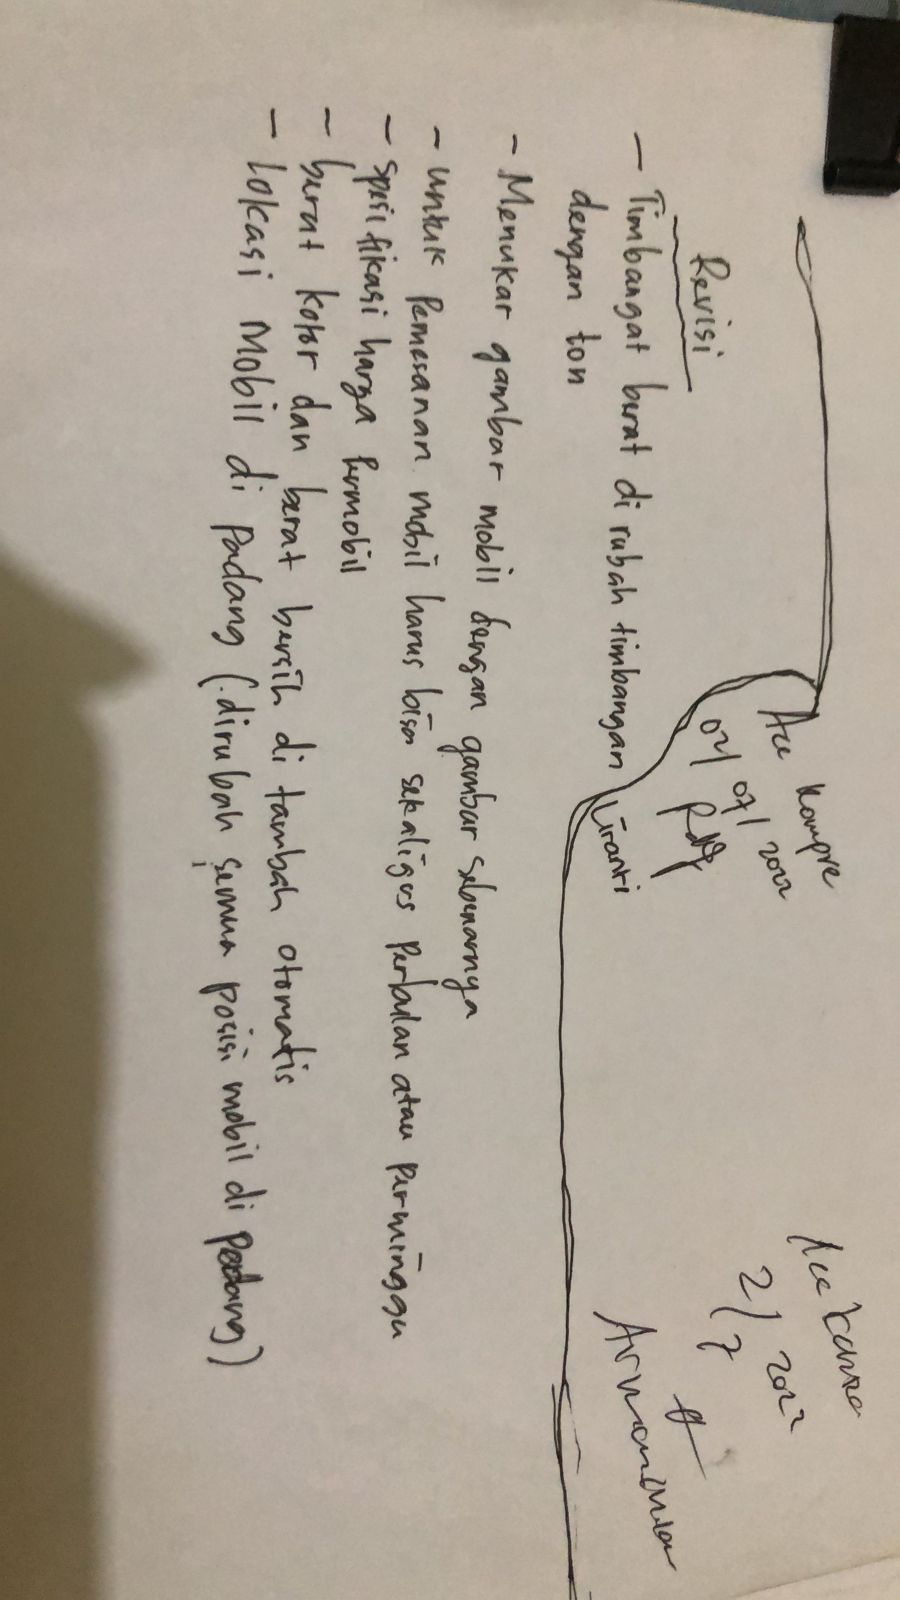 Acc Kompre
02/07/2022
Liranti
Acc
2/7 2022
Revisi
- Timbangat berat di rubah timbangan
dengan ton
- Menukar gambar mobil dengan gambar sebenarnya
- untuk Pemesanan mobil harus bisa sekaligus Perbulan atau perminggu
- Spesifikasi harga Permobil
- berat kotor dan berat bersih di tambah otomatis
- Lokasi Mobil di Padang (dirubah semua posisi mobil di Padang)